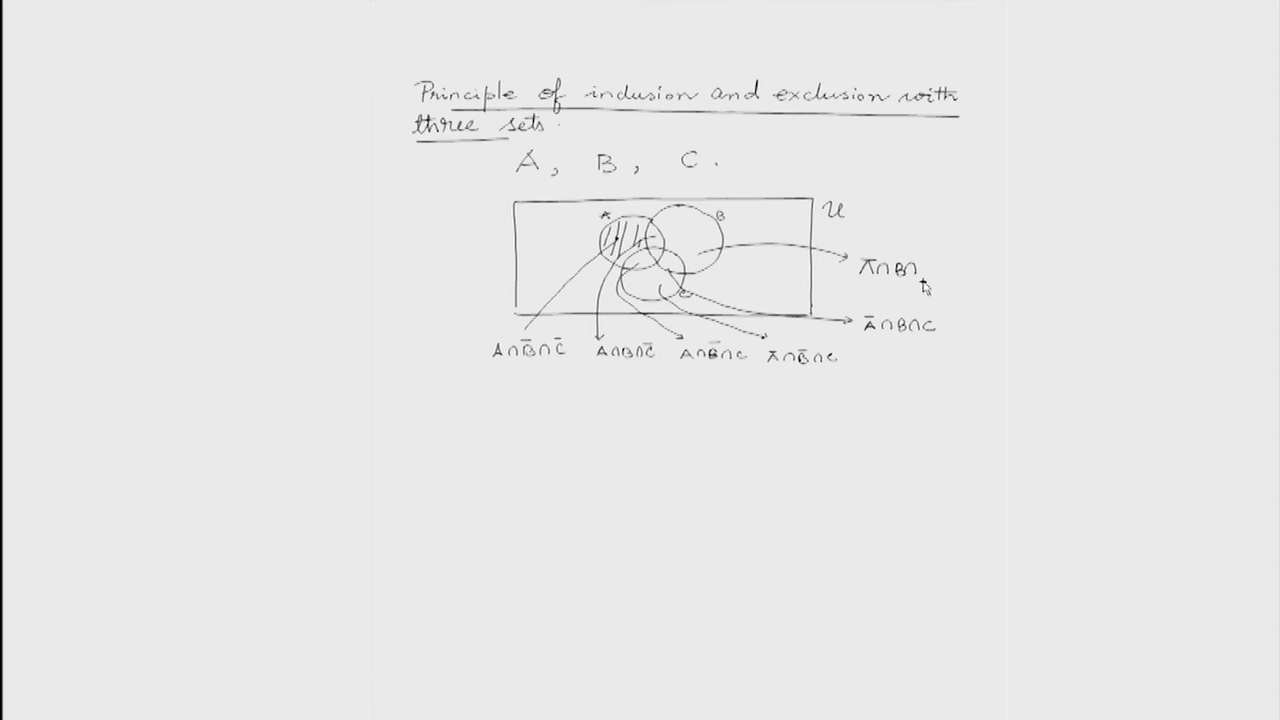 Principle of inclusion and exclusion with
three sets.
A, B, C.
U
A
B
C
Ā∩B∩
Ā∩B∩C
A∩B̄∩C̄
A∩B∩C̄
A∩B̄∩C
Ā∩B̄∩C